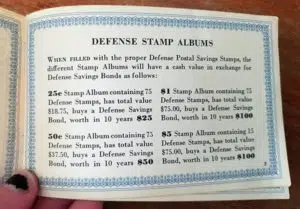 DEFENSE STAMP ALBUMS
WHEN FILLED with the proper Defense Postal Savings Stamps, the
different Stamp Albums will have a cash value in exchange for
Defense Savings Bonds as follows:
25¢ Stamp Album containing 75
Defense Stamps, has total value
$18.75, buys a Defense Savings
Bond, worth in 10 years $25
50¢ Stamp Album containing 75
Defense Stamps, has total value
$37.50, buys a Defense Savings
Bond, worth in 10 years $50
$1 Stamp Album containing 75
Defense Stamps, has total value
$75.00, buys a Defense Savings
Bond, worth in 10 years $100
$5 Stamp Album containing 15
Defense Stamps, has total value
$75.00, buys a Defense Savings
Bond, worth in 10 years $100